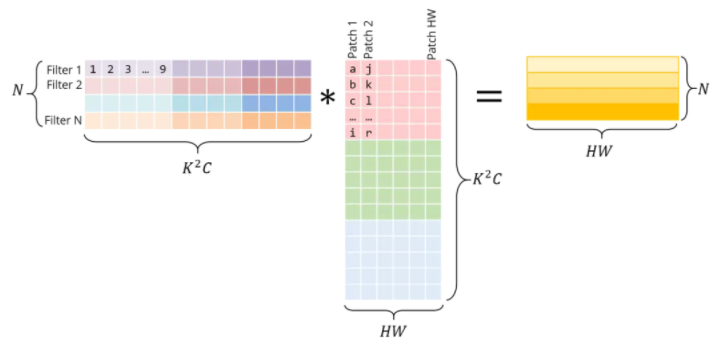 Patch 1
Patch 2
Patch HW
Filter 1 1 2 3 … 9
Filter 2
Filter N
N
K²C
*
a j
b k
c l
… …
i r
K²C
HW
=
N
HW